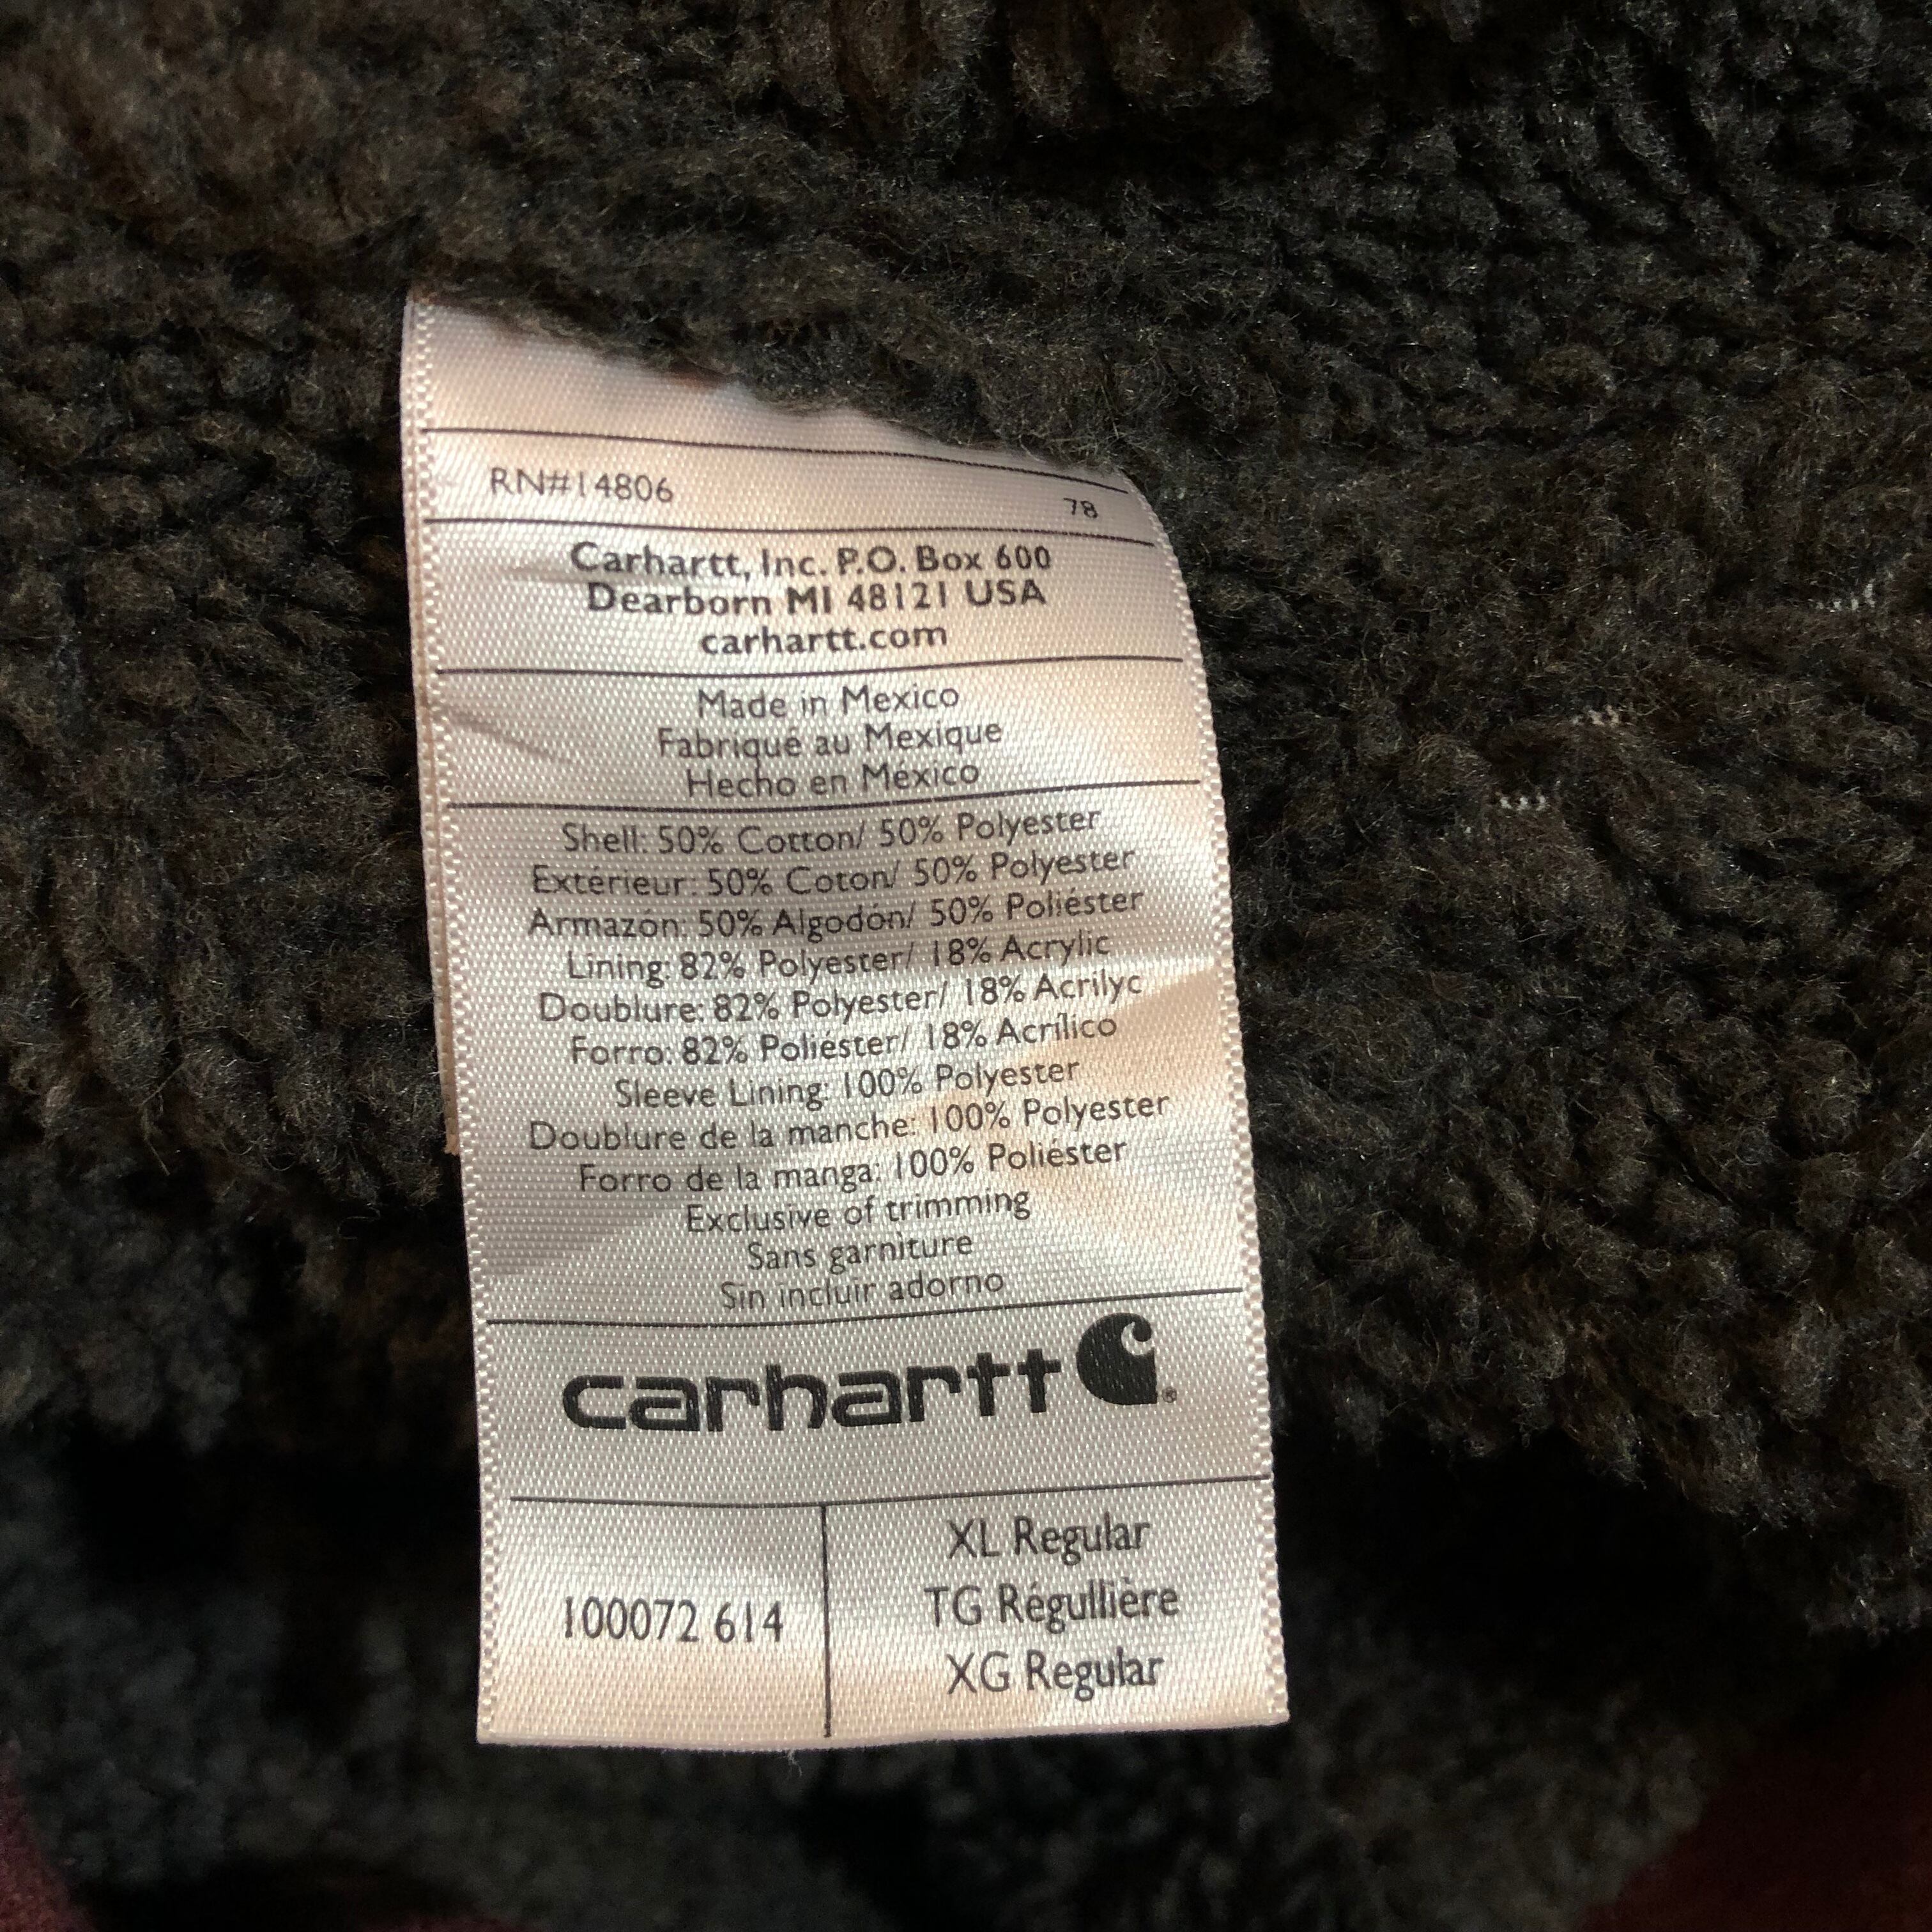 RN#14806
78
Carhartt, Inc. P.O. Box 600
Dearborn MI 48121 USA
carhartt.com
Made in Mexico
Fabriqué au Mexique
Hecho en México
Shell: 50% Cotton/ 50% Polyester
Extérieur: 50% Coton/ 50% Polyester
Armazón: 50% Algodón/ 50% Poliéster
Lining: 82% Polyester/ 18% Acrylic
Doublure: 82% Polyester/ 18% Acrilyc
Forro: 82% Poliéster/ 18% Acrílico
Sleeve Lining: 100% Polyester
Doublure de la manche: 100% Polyester
Forro de la manga: 100% Poliéster
Exclusive of trimming
Sans garniture
Sin incluir adorno
carhartt ®
100072 614
XL Regular
TG Régullière
XG Regular